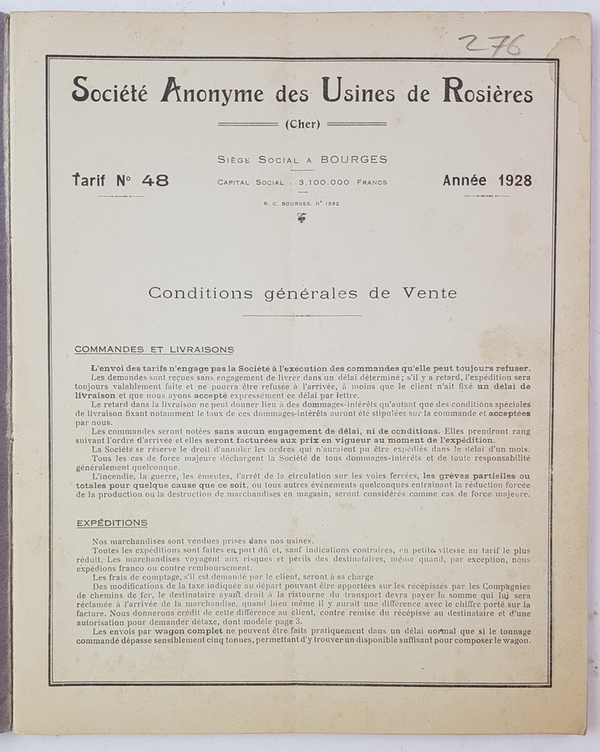 276
Société Anonyme des Usines de Rosières
(Cher)
Siège Social a BOURGES
Tarif No 48
Capital Social : 3.100.000 Francs
Année 1928
R. C. BOURGES. No 1392
Conditions générales de Vente
COMMANDES ET LIVRAISONS
L'envoi des tarifs n'engage pas la Société à l'exécution des commandes qu'elle peut toujours refuser.
Les demandes sont reçues sans engagement de livrer dans un délai déterminé ; s'il y a retard, l'expédition sera
toujours valablement faite et ne pourra être refusée à l'arrivée, à moins que le client n'ait fixé un délai de
livraison et que nous ayons accepté expressément ce délai par lettre.
Le retard dans la livraison ne peut donner lieu à des dommages-intérêts qu'autant que des conditions spéciales
de livraison fixant notamment le taux de ces dommages-intérêts auront été stipulées sur la commande et acceptées
par nous.
Les commandes seront notées sans aucun engagement de délai, ni de conditions. Elles prendront rang
suivant l'ordre d'arrivée et elles seront facturées aux prix en vigueur au moment de l'expédition.
La Société se réserve le droit d'annuler les ordres qui n'auraient pu être expédiés dans le délai d'un mois.
Tous les cas de force majeure déchargent la Société de tous dommages-intérêts et de toute responsabilité
généralement quelconque.
L'incendie, la guerre, les émeutes, l'arrêt de la circulation sur les voies ferrées, les grèves partielles ou
totales pour quelque cause que ce soit, ou tous autres événements quelconques entraînant la réduction forcée
de la production ou la destruction de marchandises en magasin, seront considérés comme cas de force majeure.
EXPÉDITIONS
Nos marchandises sont vendues prises dans nos usines.
Toutes les expéditions sont faites en port dû et, sauf indications contraires, en petite vitesse au tarif le plus
réduit. Les marchandises voyagent aux risques et périls des destinataires, même quand, par exception, nous
expédions franco ou contre remboursement.
Les frais de comptage, s'il est demandé par le client, seront à sa charge
Des modifications de la taxe indiquée au départ pouvant être apportées sur les récépissés par les Compagnies
de chemins de fer, le destinataire ayant droit à la ristourne du transport devra payer la somme qui lui sera
réclamée à l'arrivée de la marchandise, quand bien même il y aurait une différence avec le chiffre porté sur la
facture. Nous donnerons crédit de cette différence au client, contre remise du récépissé au destinataire et d'une
autorisation pour demander détaxe, dont modèle page 3.
Les envois par wagon complet ne peuvent être faits pratiquement dans un délai normal que si le tonnage
commandé dépasse sensiblement cinq tonnes, permettant d'y trouver un disponible suffisant pour composer le wagon.